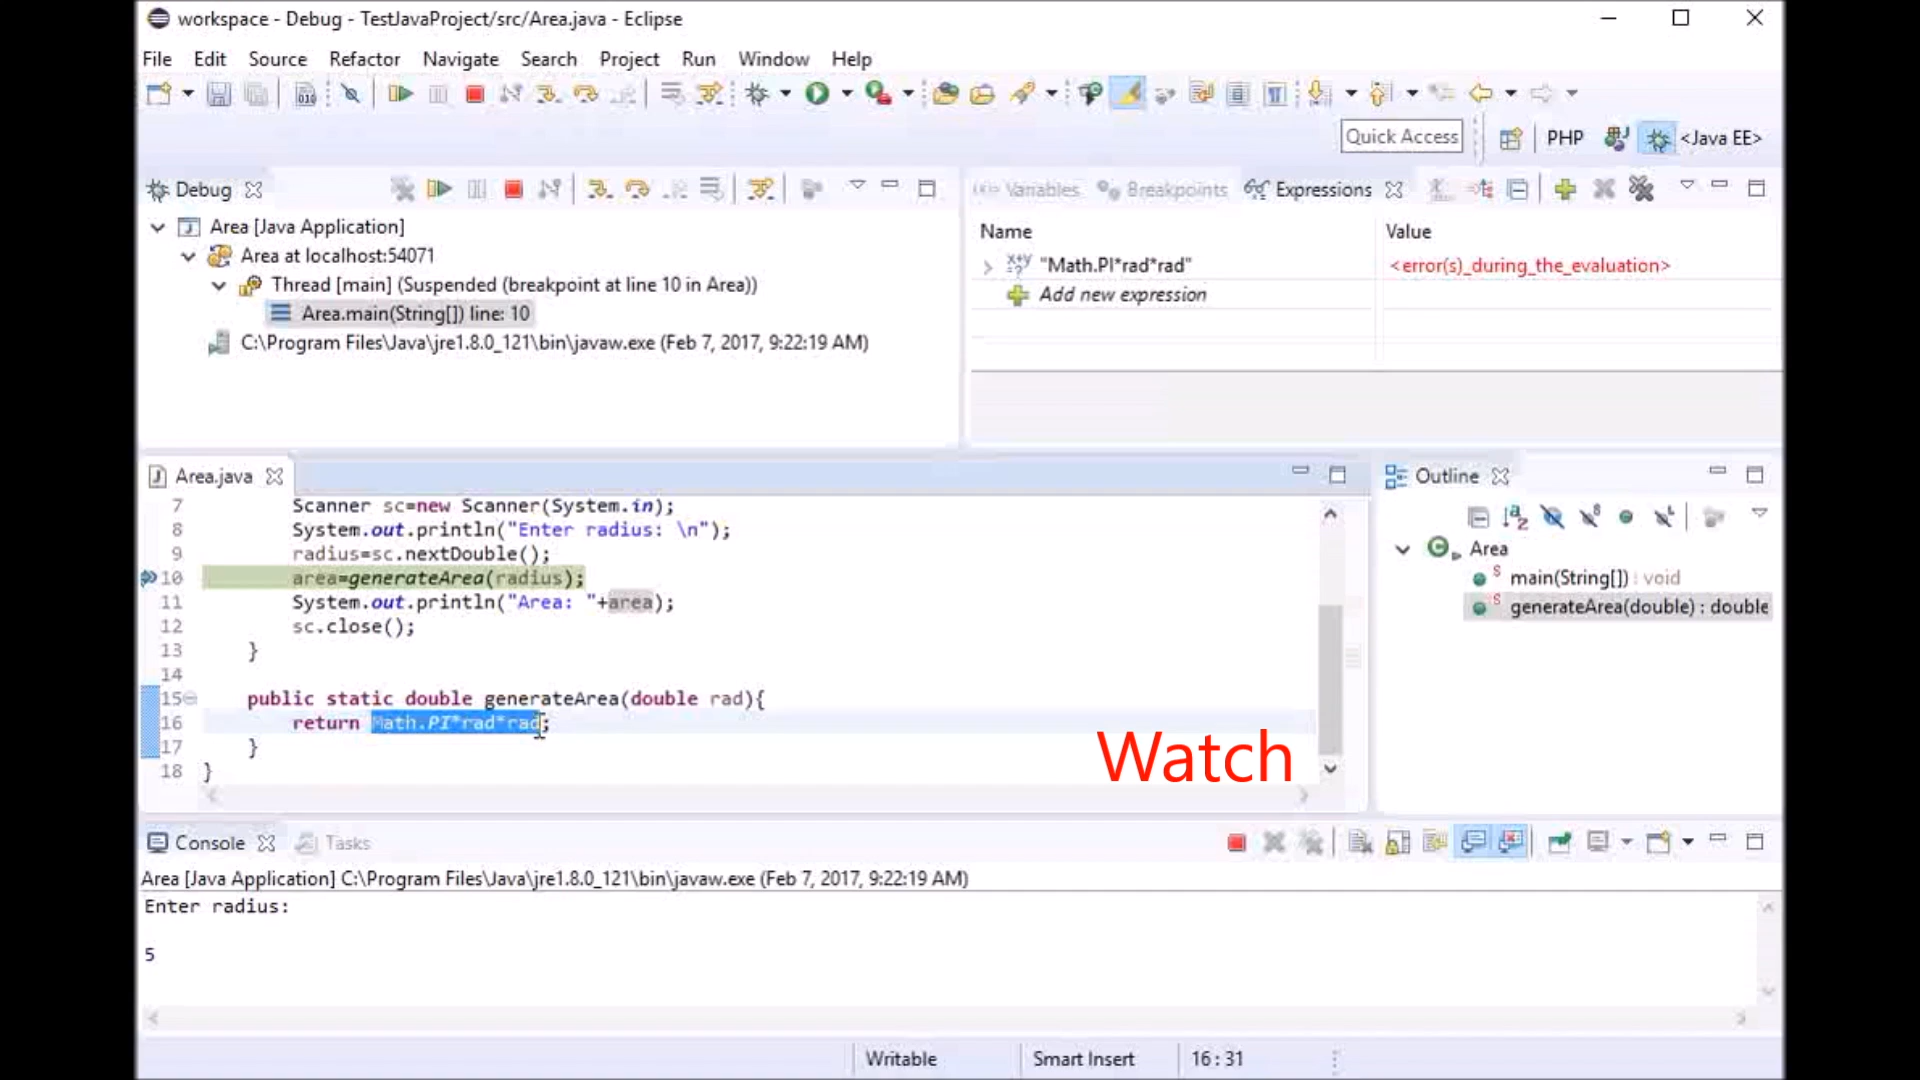 workspace - Debug - TestJavaProject/src/Area.java - Eclipse
File Edit Source Refactor Navigate Search Project Run Window Help
Quick Access PHP <Java EE>
Debug
Area [Java Application]
Area at localhost:54071
Thread [main] (Suspended (breakpoint at line 10 in Area))
Area.main(String[]) line: 10
C:\Program Files\Java\jre1.8.0_121\bin\javaw.exe (Feb 7, 2017, 9:22:19 AM)
Variables Breakpoints Expressions
Name Value
"Math.PI*rad*rad" <error(s)_during_the_evaluation>
Add new expression
Area.java
7 Scanner sc=new Scanner(System.in);
8 System.out.println("Enter radius: \n");
9 radius=sc.nextDouble();
10 area=generateArea(radius);
11 System.out.println("Area: "+area);
12 sc.close();
13 }
14
15 public static double generateArea(double rad){
16 return Math.PI*rad*rad;
17 }
18 }
Watch
Outline
Area
main(String[]) : void
generateArea(double) : double
Console Tasks
Area [Java Application] C:\Program Files\Java\jre1.8.0_121\bin\javaw.exe (Feb 7, 2017, 9:22:19 AM)
Enter radius:
5
Writable Smart Insert 16 : 31